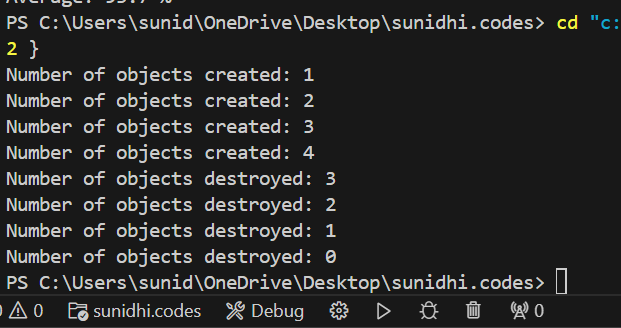 Average: 93.7 %
PS C:\Users\sunid\OneDrive\Desktop\sunidhi.codes> cd "c:
2 }
Number of objects created: 1
Number of objects created: 2
Number of objects created: 3
Number of objects created: 4
Number of objects destroyed: 3
Number of objects destroyed: 2
Number of objects destroyed: 1
Number of objects destroyed: 0
PS C:\Users\sunid\OneDrive\Desktop\sunidhi.codes>
0 0 sunidhi.codes Debug 0